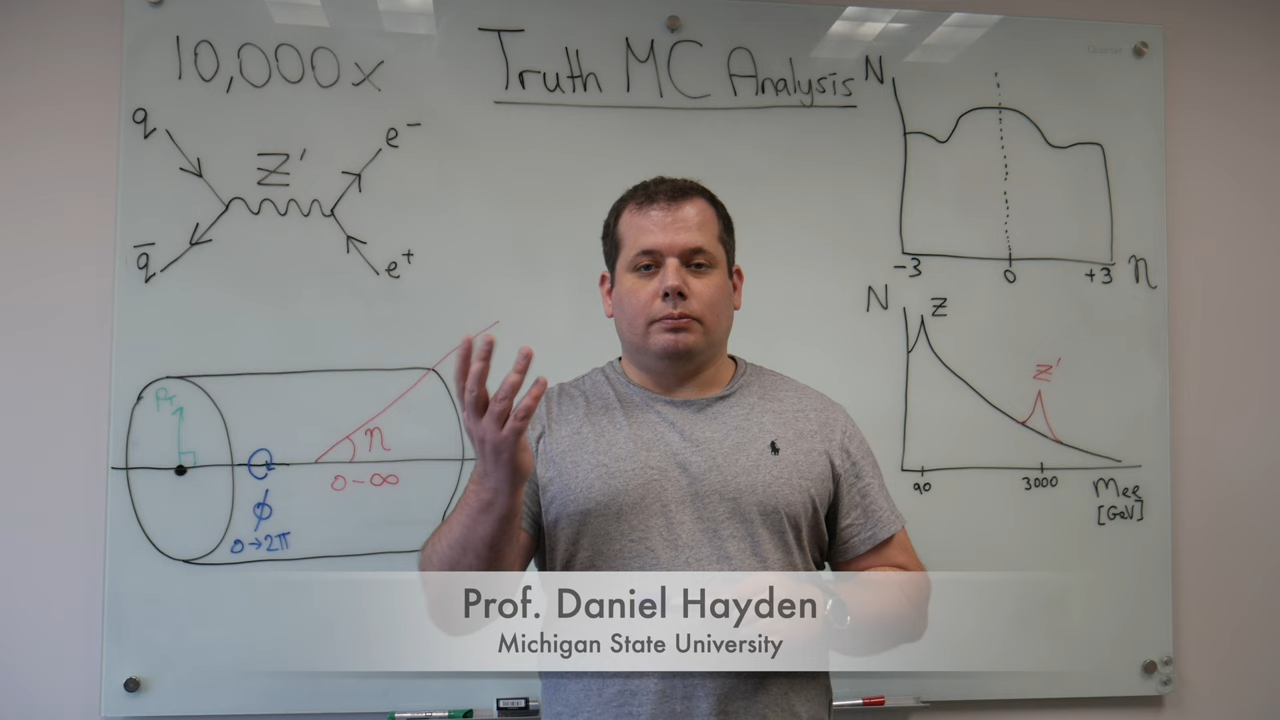 10,000x
Truth MC Analysis
q
Z'
e⁻
q̅
e⁺
N
-3
0
+3
η
N
Z
Z'
90
3000
Mee
[GeV]
PT
η
0-∞
ϕ
0→2π
Prof. Daniel Hayden
Michigan State University